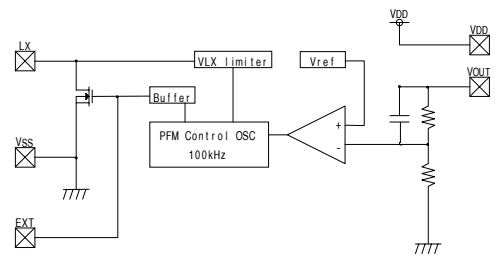 VDD
LX
VLX limiter
Vref
VDD
VOUT
Buffer
+
PFM Control OSC
100kHz
-
VSS
EXT